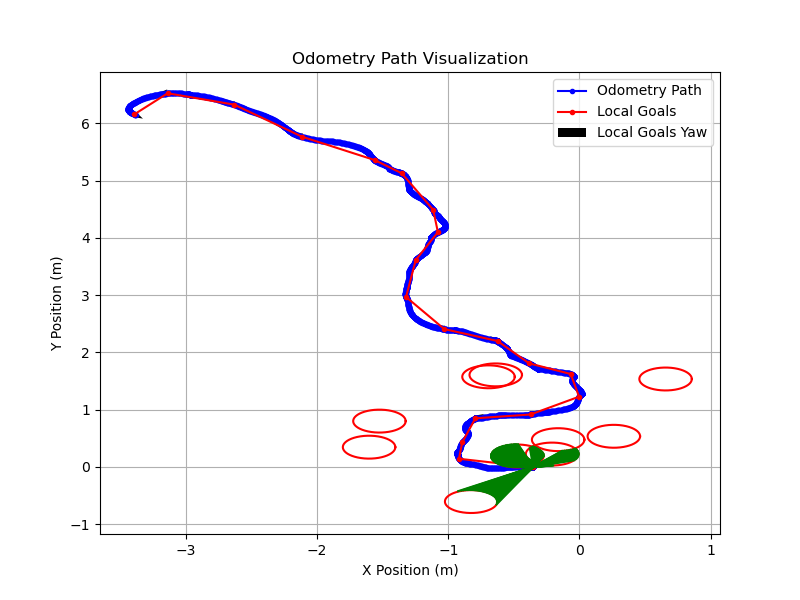 Odometry Path Visualization
Odometry Path
Local Goals
Local Goals Yaw
Y Position (m)
6
5
4
3
2
1
0
−1
−3
−2
−1
0
1
X Position (m)